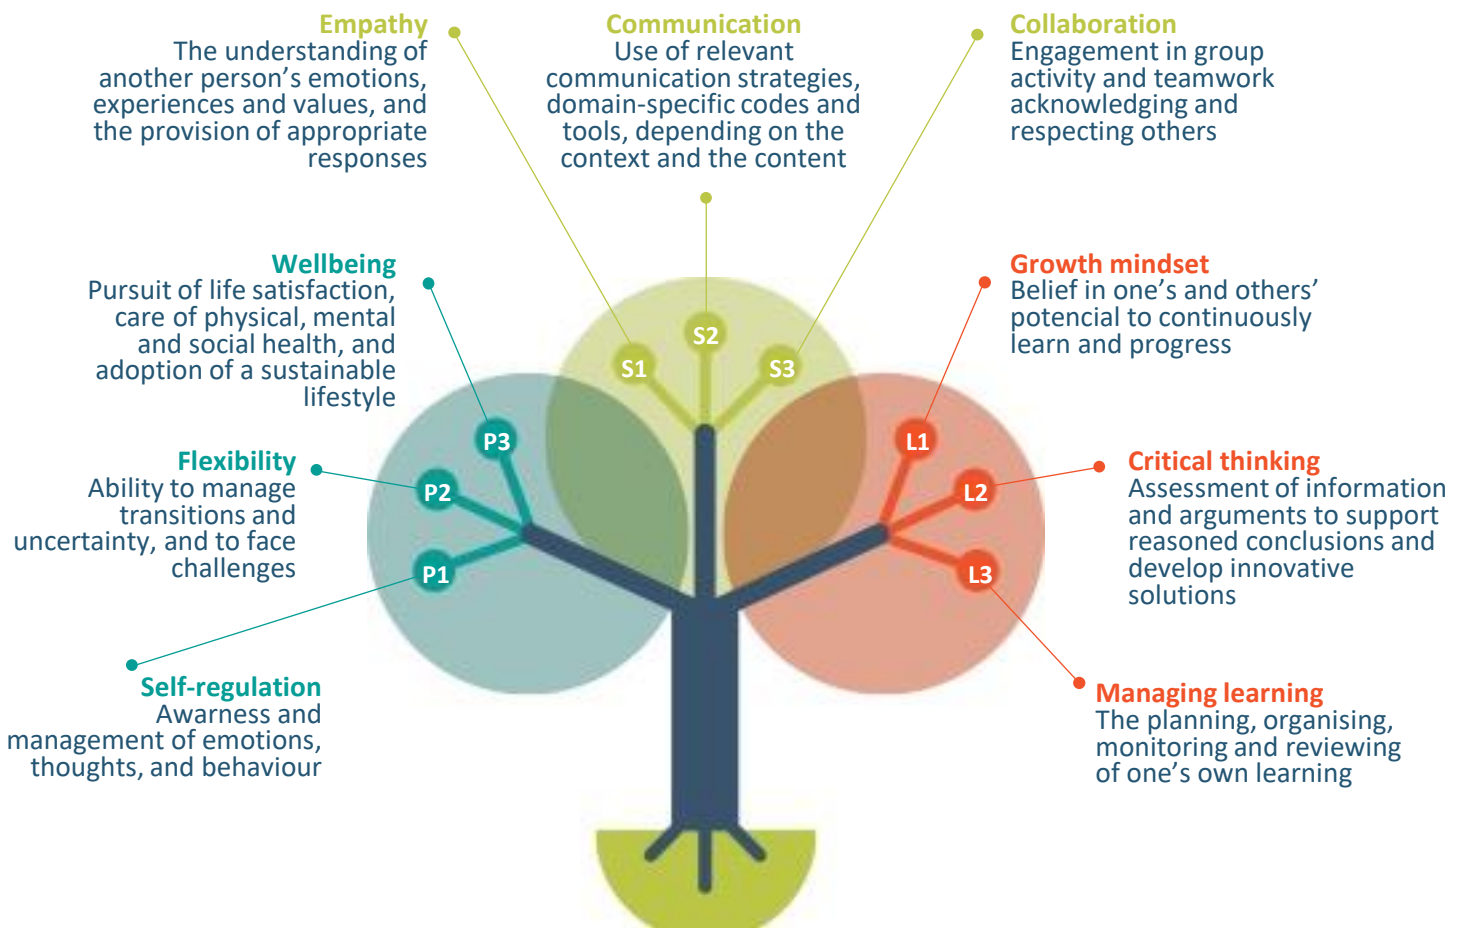 Empathy
The understanding of
another person's emotions,
experiences and values, and
the provision of appropriate
responses
Communication
Use of relevant
communication strategies,
domain-specific codes and
tools, depending on the
context and the content
Collaboration
Engagement in group
activity and teamwork
acknowledging and
respecting others
Wellbeing
Pursuit of life satisfaction,
care of physical, mental
and social health, and
adoption of a sustainable
lifestyle
Growth mindset
Belief in one's and others'
potencial to continuously
learn and progress
S1
S2
S3
Flexibility
Ability to manage
transitions and
uncertainty, and to face
challenges
P3
P2
P1
L1
L2
L3
Critical thinking
Assessment of information
and arguments to support
reasoned conclusions and
develop innovative
solutions
Self-regulation
Awarness and
management of emotions,
thoughts, and behaviour
Managing learning
The planning, organising,
monitoring and reviewing
of one's own learning